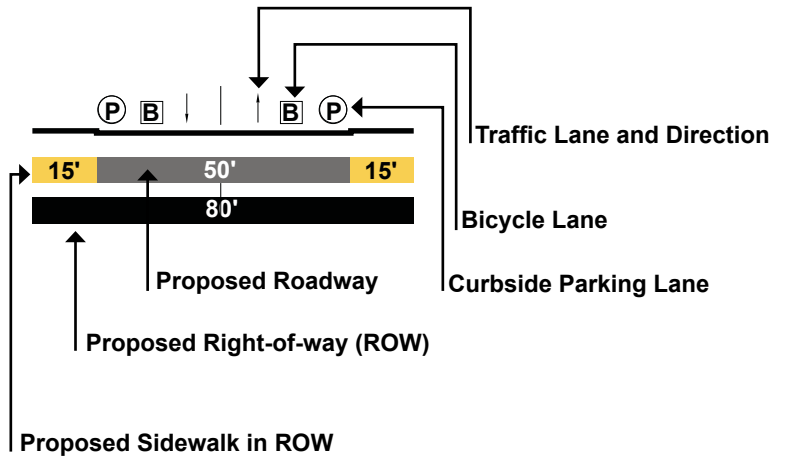 P B B P
Traffic Lane and Direction
15' 50' 15'
80'
Bicycle Lane
Proposed Roadway
Curbside Parking Lane
Proposed Right-of-way (ROW)
Proposed Sidewalk in ROW